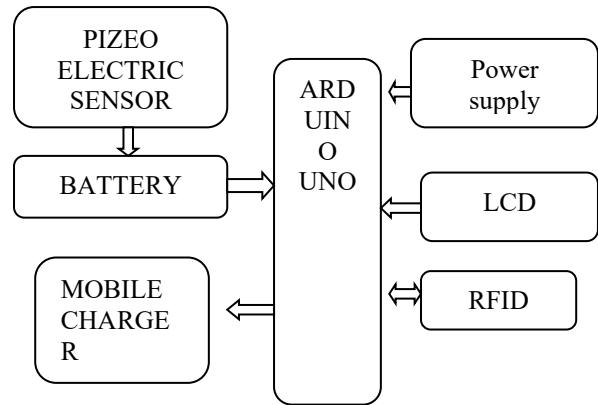 PIZEO
ELECTRIC
SENSOR
BATTERY
MOBILE
CHARGE
R
ARD
UIN
O
UNO
Power
supply
LCD
RFID